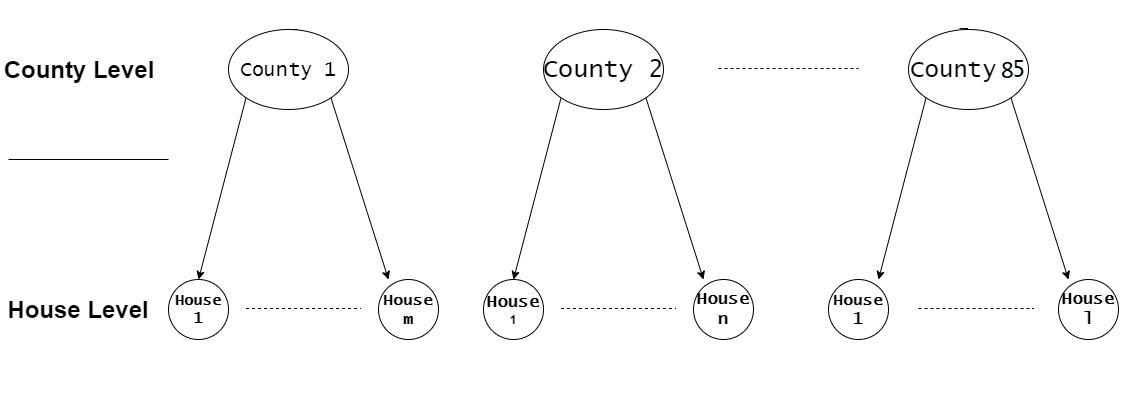 County Level
County 1
County 2
County 85
House Level
House
1
House
m
House
1
House
n
House
1
House
l